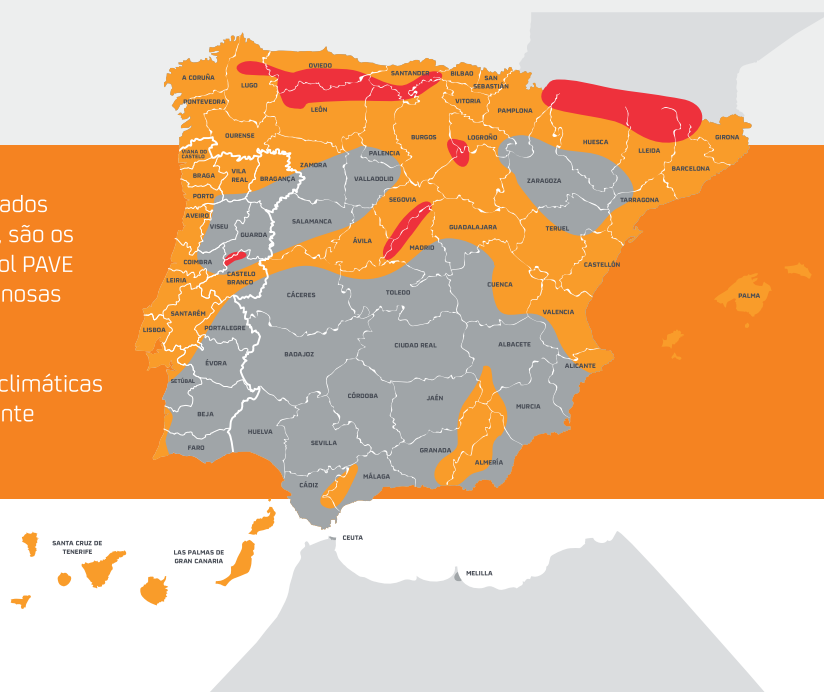 ados
, são os
ol PAVE
nosas
climáticas
nte
A CORUÑA
LUGO
OVIEDO
SANTANDER
BILBAO
SAN
SEBASTIÁN
PONTEVEDRA
LEÓN
VITORIA
PAMPLONA
OURENSE
BURGOS
LOGROÑO
HUESCA
LLEIDA
GIRONA
VIANA DO
CASTELO
BRAGA
VILA
REAL
BRAGANÇA
ZAMORA
PALENCIA
VALLADOLID
ZARAGOZA
BARCELONA
PORTO
SEGOVIA
TARRAGONA
AVEIRO
VISEU
GUARDA
SALAMANCA
ÁVILA
MADRID
GUADALAJARA
TERUEL
COIMBRA
CASTELO
BRANCO
CASTELLÓN
LEIRIA
CÁCERES
TOLEDO
CUENCA
PALMA
SANTARÉM
VALENCIA
LISBOA
PORTALEGRE
CIUDAD REAL
ALBACETE
BADAJOZ
ÉVORA
ALICANTE
SETÚBAL
CÓRDOBA
JAÉN
MURCIA
BEJA
HUELVA
SEVILLA
FARO
GRANADA
ALMERÍA
MÁLAGA
CÁDIZ
CEUTA
SANTA CRUZ DE
TENERIFE
LAS PALMAS DE
GRAN CANARIA
MELILLA